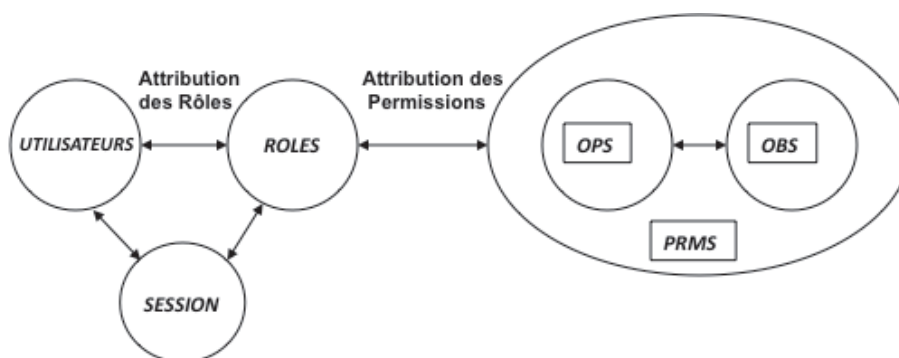 Attribution
des Rôles
Attribution des
Permissions
UTILISATEURS
ROLES
OPS
OBS
PRMS
SESSION